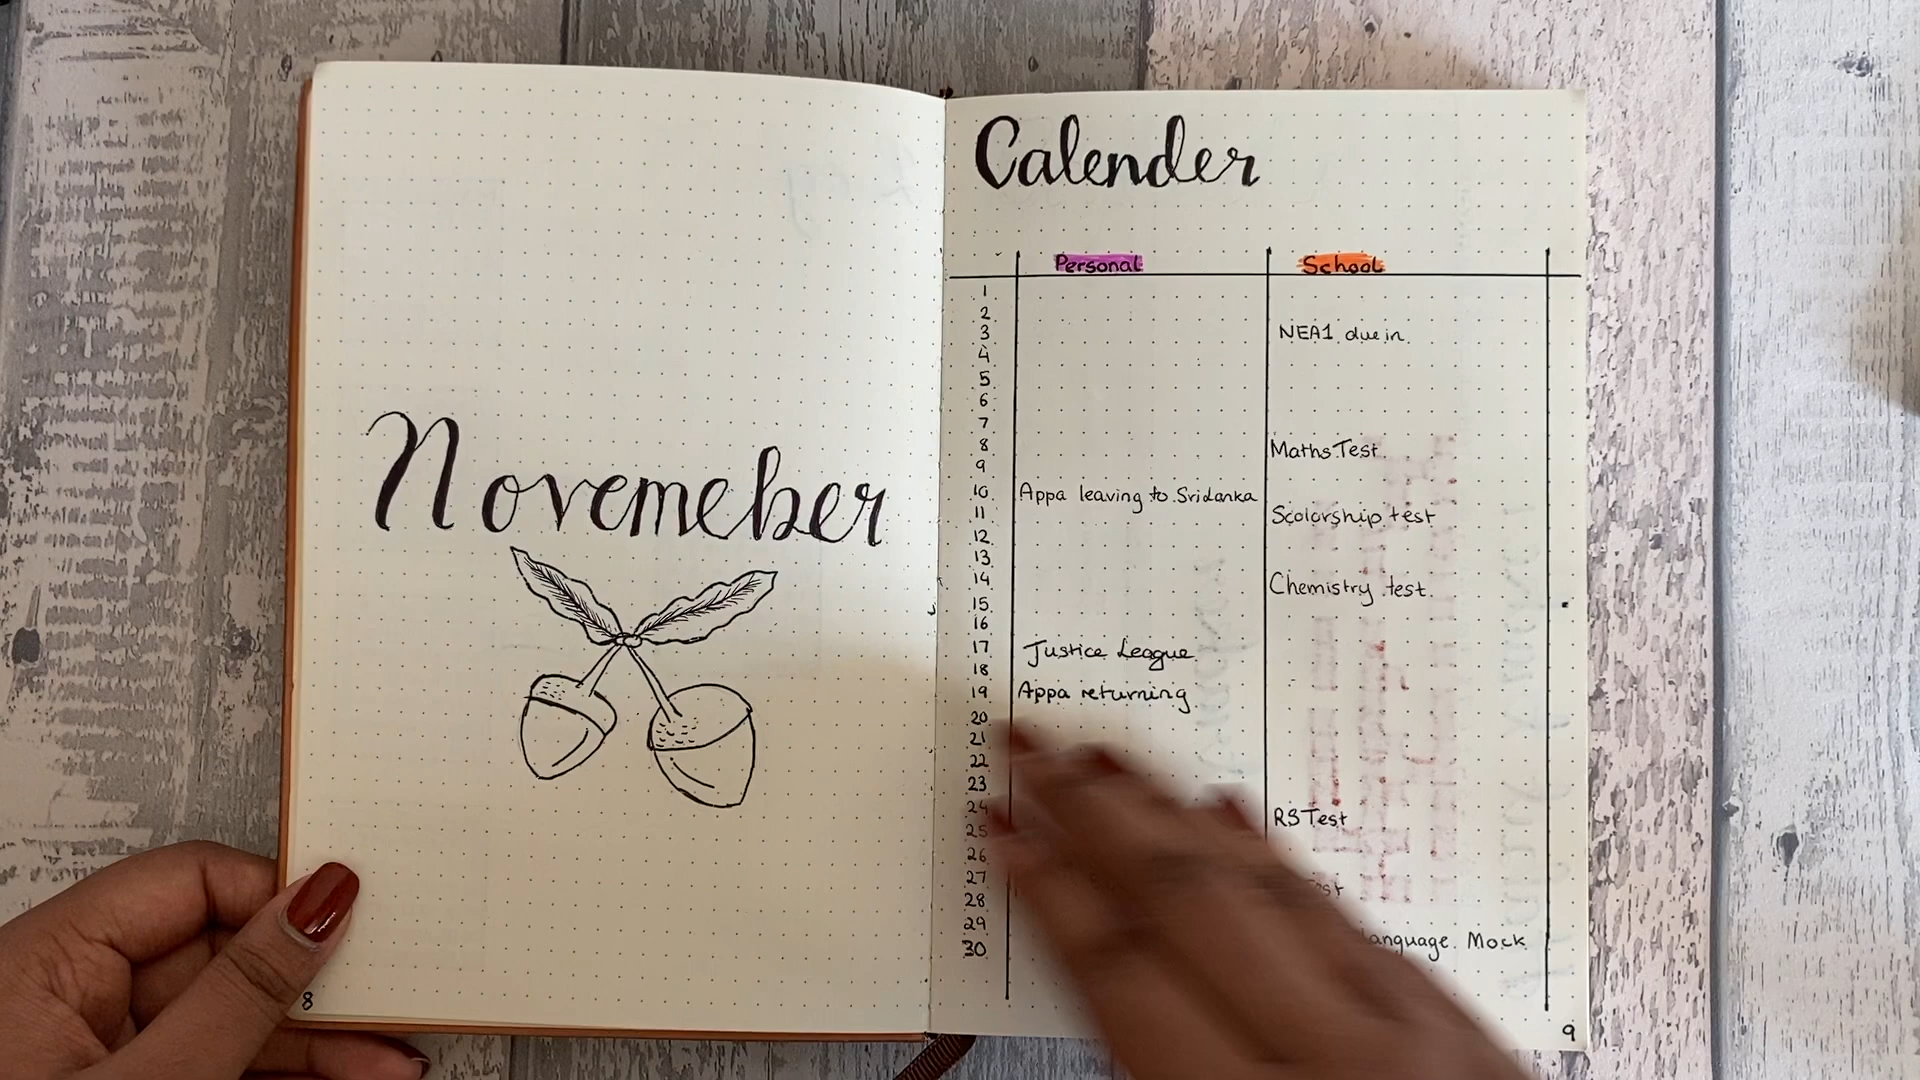 Novemeber
8
Calender
Personal School
1
2
3 NEA1 due in
4
5
6
7
8 Maths Test
9
10 Appa leaving to Srilanka
11 Scolorship test
12
13
14 Chemistry test
15
16
17 Justice League
18
19 Appa returning
20
21
22
23
24 RS Test
25
26
27
28
29
30 language Mock
9